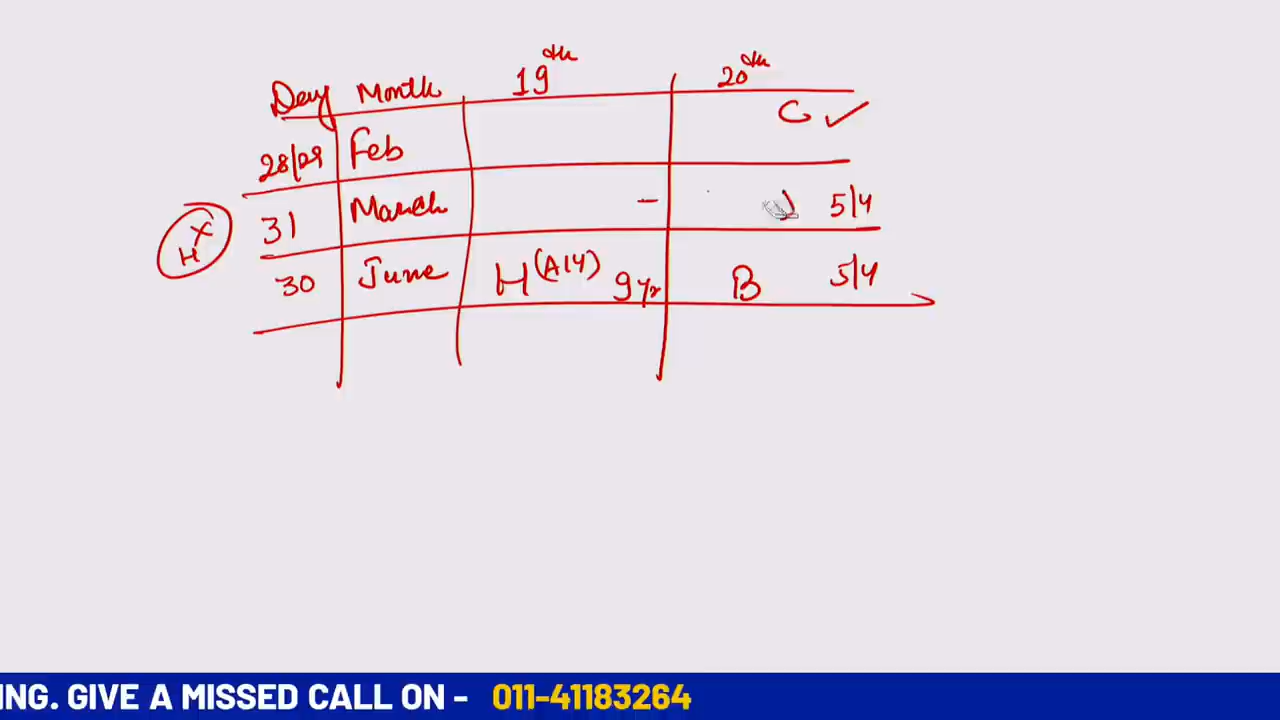 Day Month 19th 20th
28/29 Feb G ✓
31 March - 5/4
X
H
30 June H (A14) 9yr B 5/4
ING. GIVE A MISSED CALL ON - 011-41183264